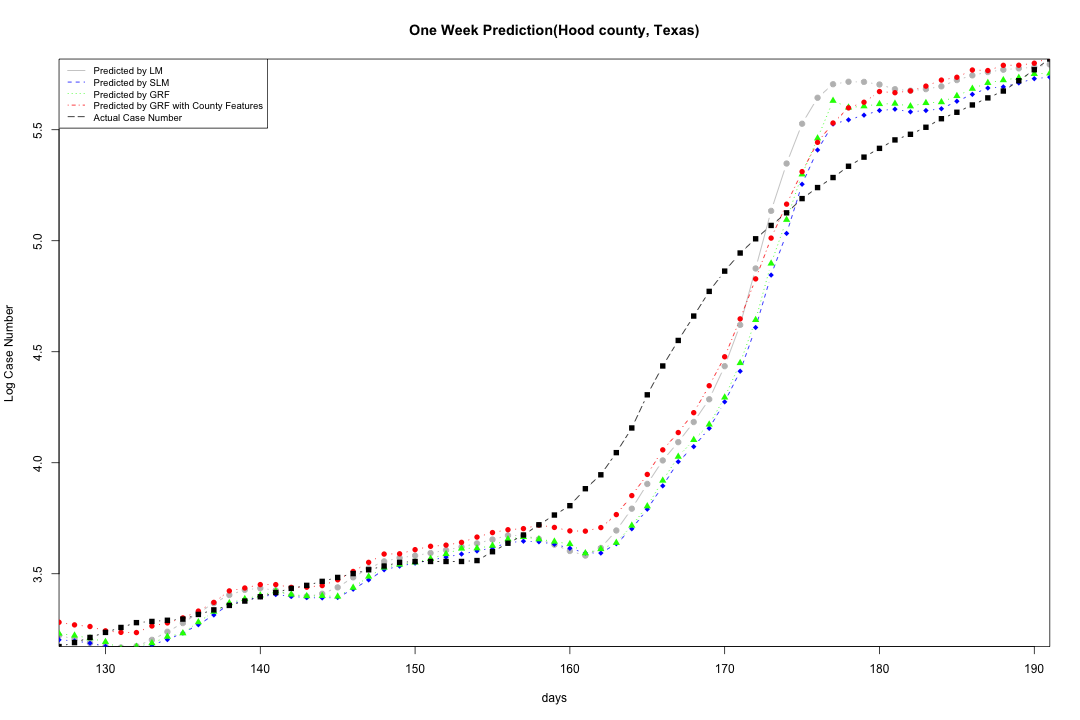 One Week Prediction(Hood county, Texas)
Predicted by LM
Predicted by SLM
Predicted by GRF
Predicted by GRF with County Features
Actual Case Number
5.5
5.0
4.5
4.0
3.5
Log Case Number
130 140 150 160 170 180 190
days